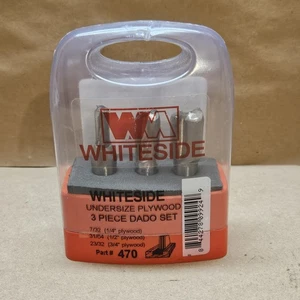 WHITESIDE
WHITESIDE
UNDERSIZE PLYWOOD
3 PIECE DADO SET
7/32 (1/4" plywood)
31/64 (1/2" plywood)
23/32 (3/4" plywood)
Part # 470